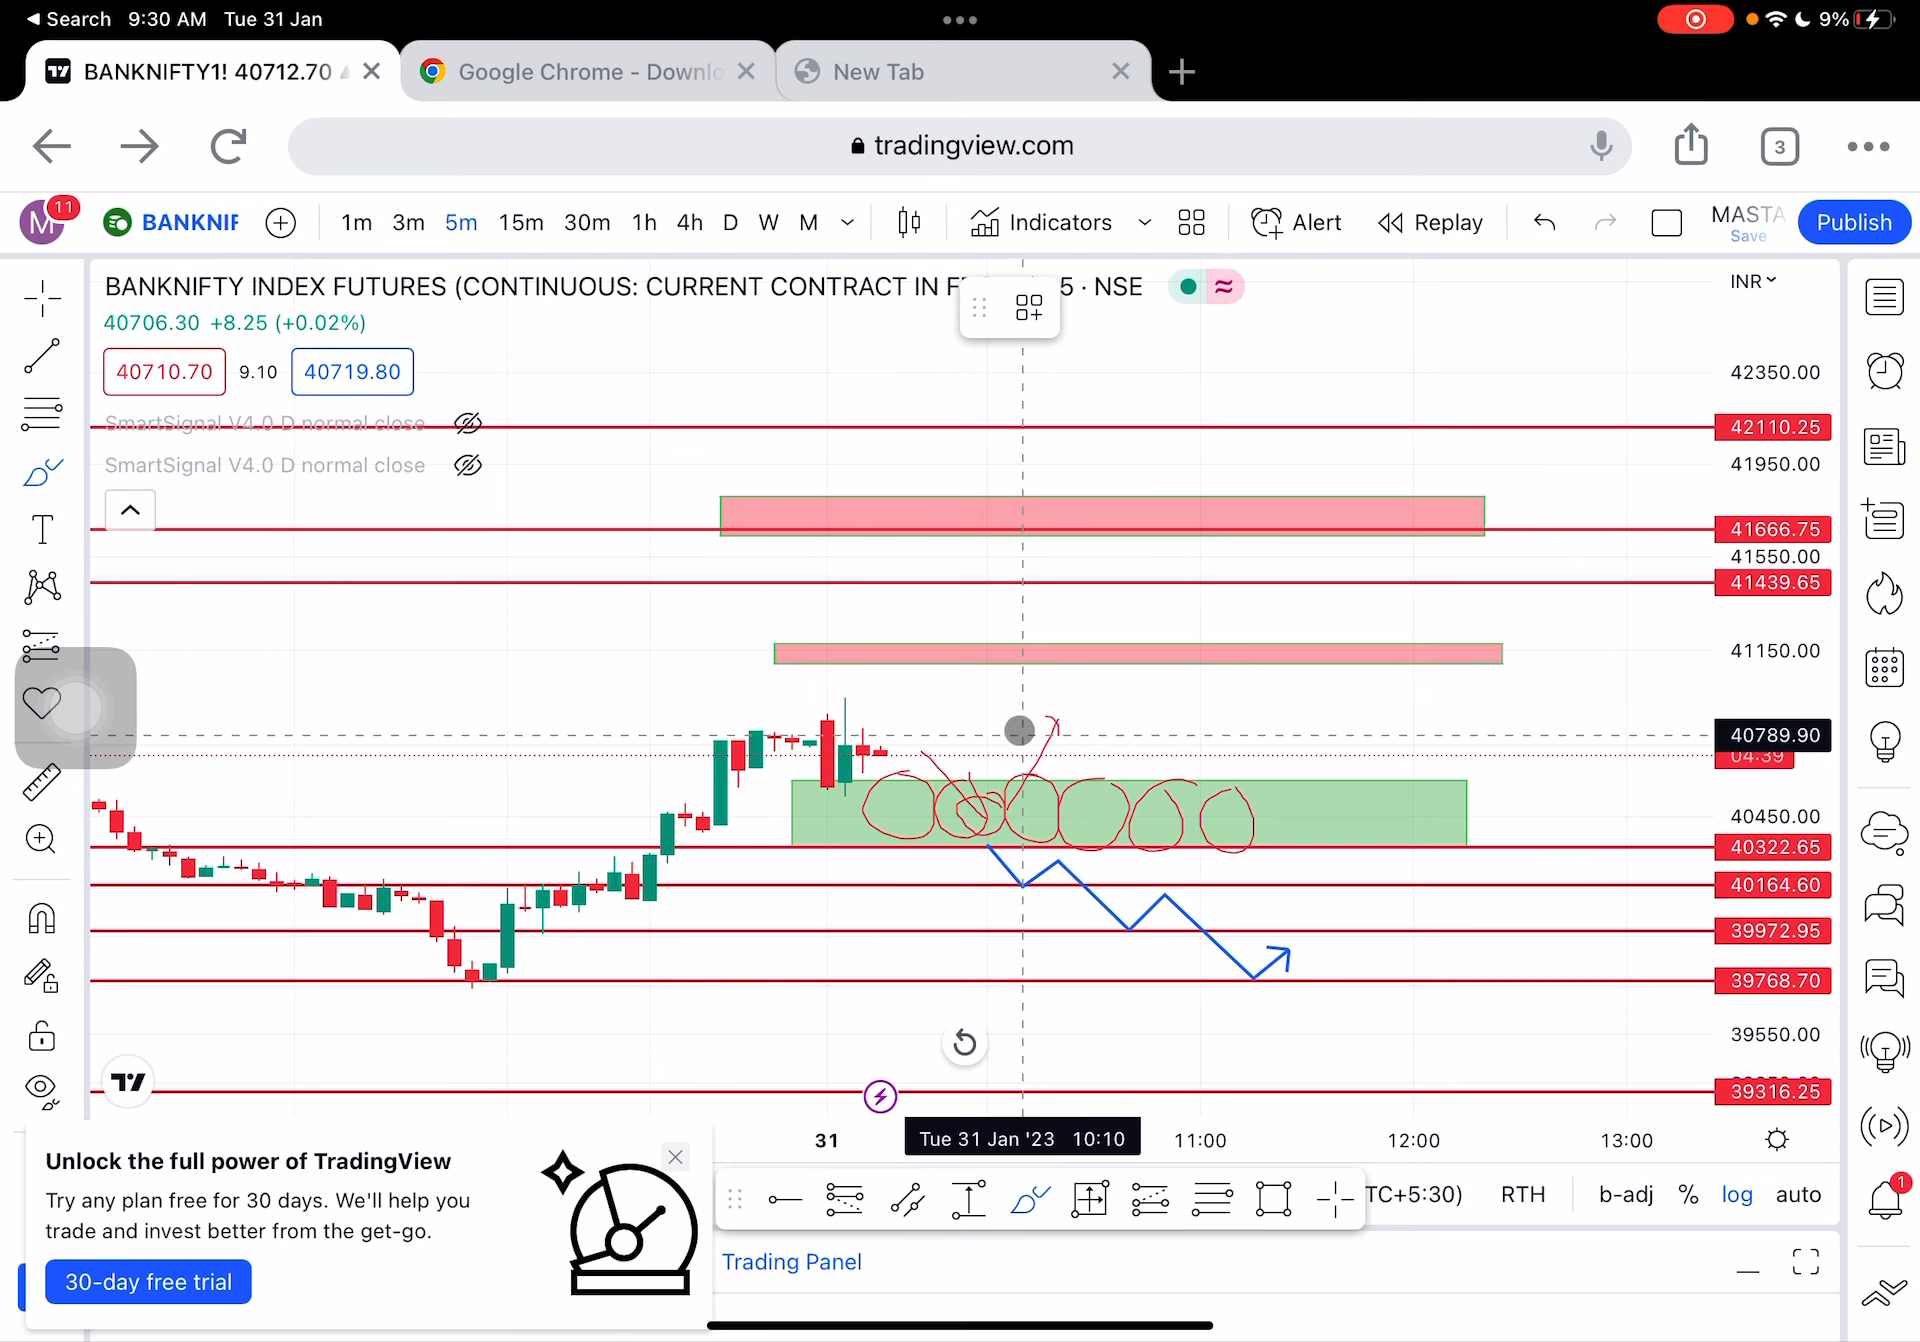 Search 9:30 AM Tue 31 Jan
9%
BANKNIFTY1! 40712.70
Google Chrome - Downlo
New Tab
tradingview.com
3
M
11
BANKNIF
1m 3m 5m 15m 30m 1h 4h D W M
Indicators
Alert
Replay
MASTA
Save
Publish
BANKNIFTY INDEX FUTURES (CONTINUOUS: CURRENT CONTRACT IN F 5 · NSE
INR
40706.30 +8.25 (+0.02%)
40710.70 9.10 40719.80
SmartSignal V4.0 D normal close
SmartSignal V4.0 D normal close
42350.00
42110.25
41950.00
41666.75
41550.00
41439.65
41150.00
40789.90
04:39
40450.00
40322.65
40164.60
39972.95
39768.70
39550.00
39316.25
31
Tue 31 Jan '23 10:10
11:00
12:00
13:00
Unlock the full power of TradingView
Try any plan free for 30 days. We'll help you
trade and invest better from the get-go.
30-day free trial
TC+5:30) RTH b-adj % log auto
1
Trading Panel